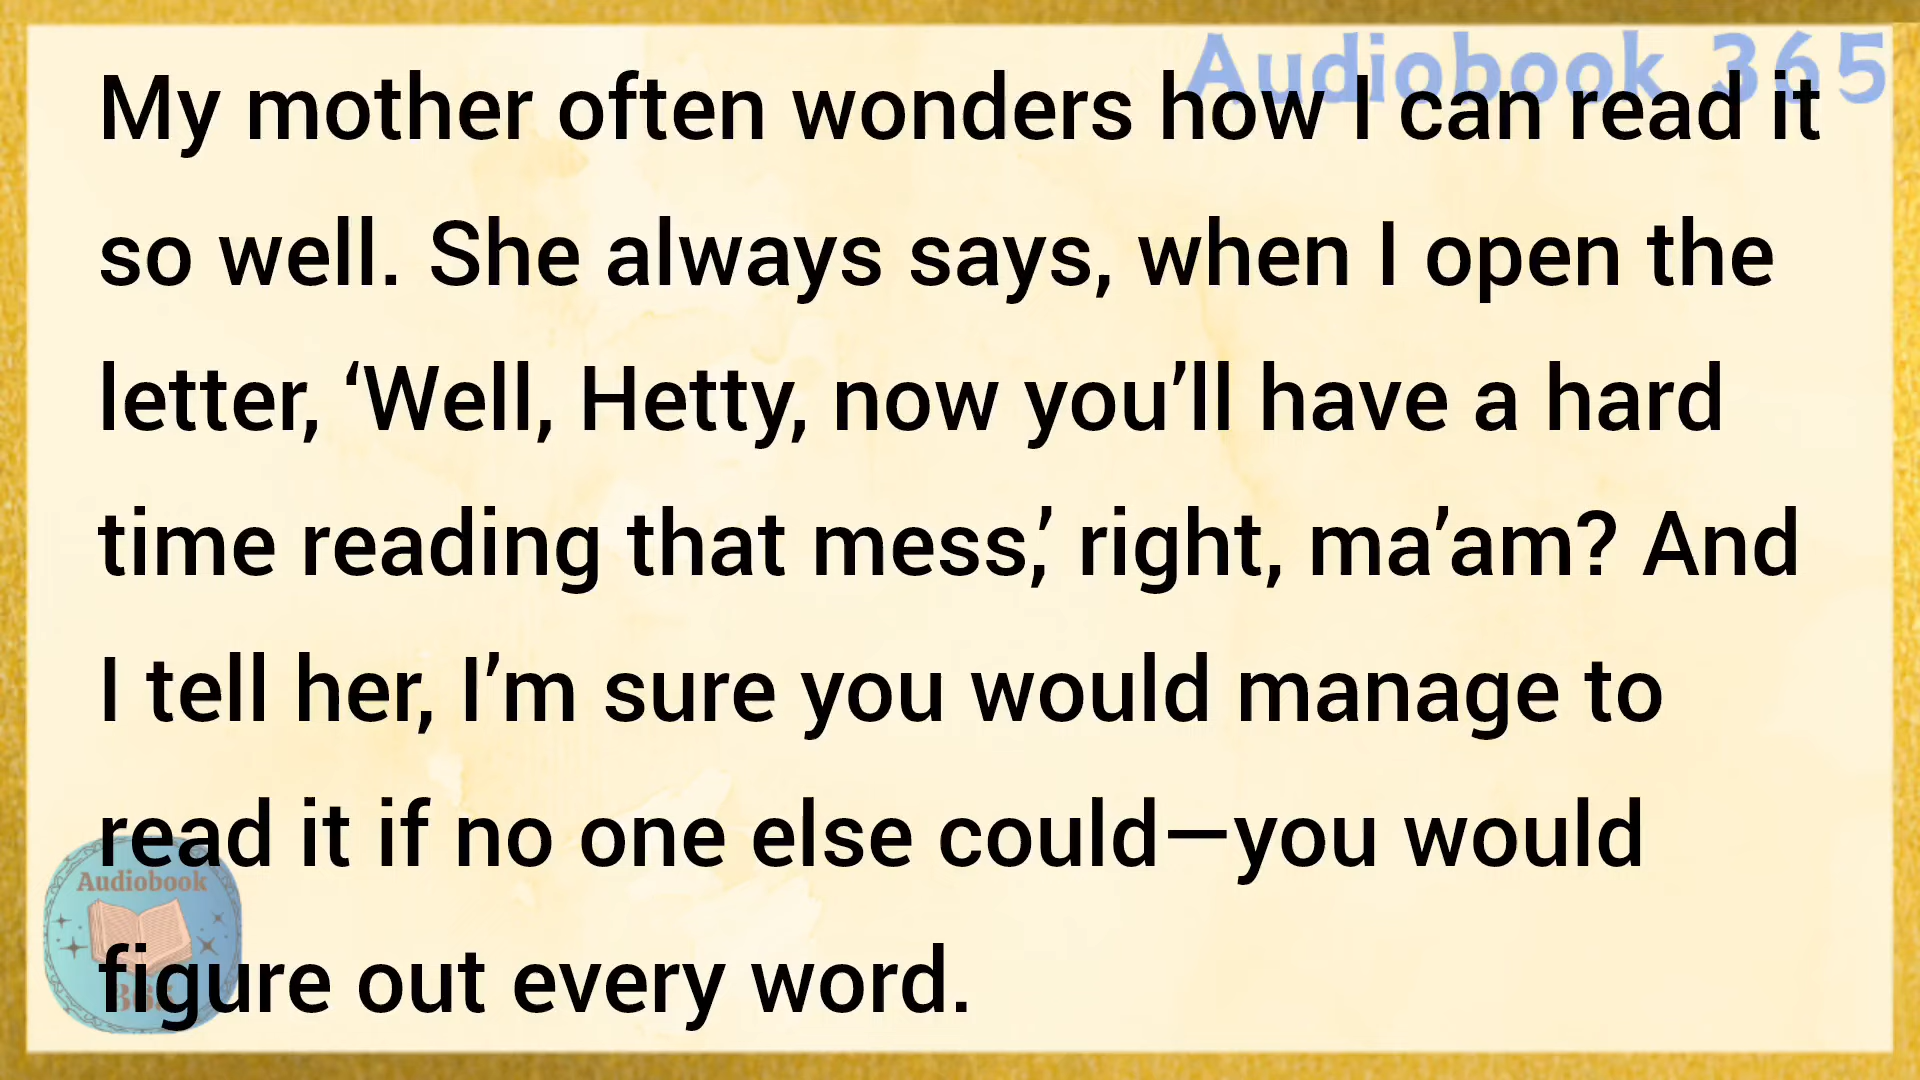 Audiobook 365
My mother often wonders how I can read it
so well. She always says, when I open the
letter, ‘Well, Hetty, now you’ll have a hard
time reading that mess,’ right, ma’am? And
I tell her, I’m sure you would manage to
read it if no one else could—you would
figure out every word.
Audiobook
365